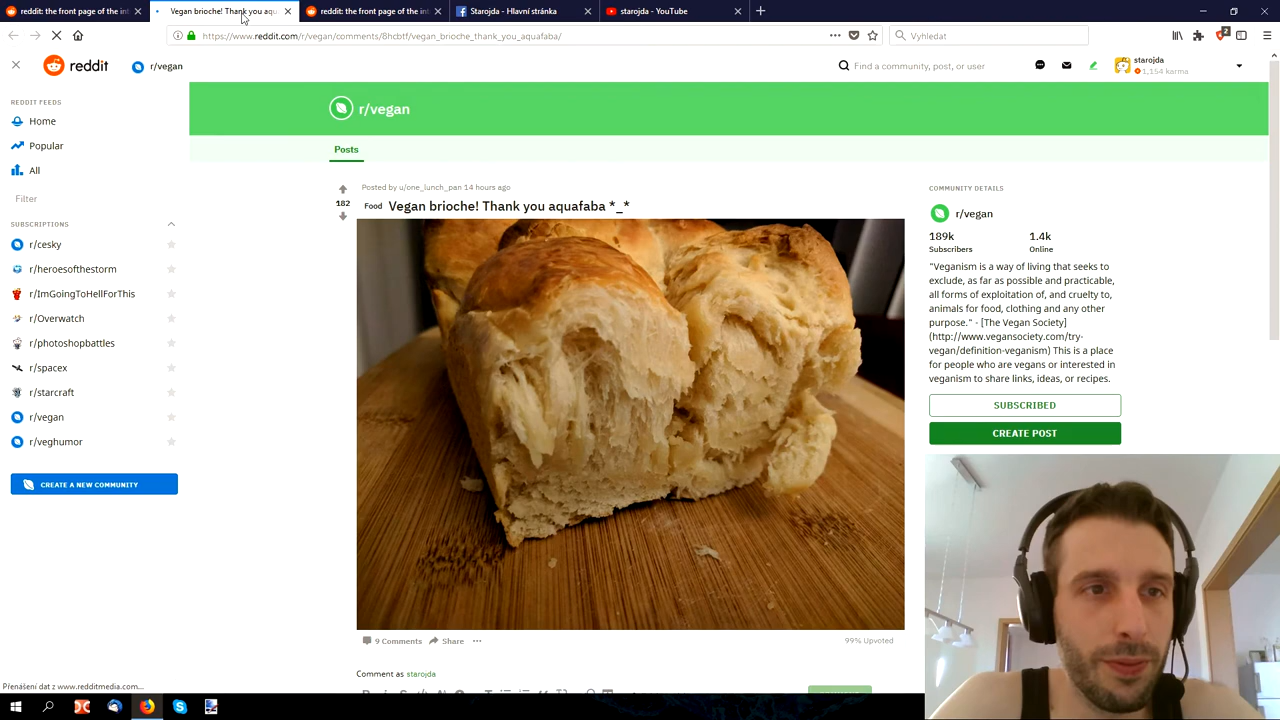 reddit: the front page of the int
Vegan brioche! Thank you aqu
reddit: the front page of the int
Starojda - Hlavní stránka
starojda - YouTube
https://www.reddit.com/r/vegan/comments/8hcbtf/vegan_brioche_thank_you_aquafaba/
Vyhledat
2
reddit
r/vegan
Find a community, post, or user
starojda
1,154 karma
REDDIT FEEDS
Home
Popular
All
Filter
SUBSCRIPTIONS
r/cesky
r/heroesofthestorm
r/ImGoingToHellForThis
r/Overwatch
r/photoshopbattles
r/spacex
r/starcraft
r/vegan
r/veghumor
CREATE A NEW COMMUNITY
r/vegan
Posts
Posted by u/one_lunch_pan 14 hours ago
182
Food Vegan brioche! Thank you aquafaba *_*
9 Comments Share
99% Upvoted
Comment as starojda
COMMUNITY DETAILS
r/vegan
189k 1.4k
Subscribers Online
"Veganism is a way of living that seeks to
exclude, as far as possible and practicable,
all forms of exploitation of, and cruelty to,
animals for food, clothing and any other
purpose." - [The Vegan Society]
(http://www.vegansociety.com/try-
vegan/definition-veganism) This is a place
for people who are vegans or interested in
veganism to share links, ideas, or recipes.
SUBSCRIBED
CREATE POST
Přenášení dat z www.redditmedia.com...